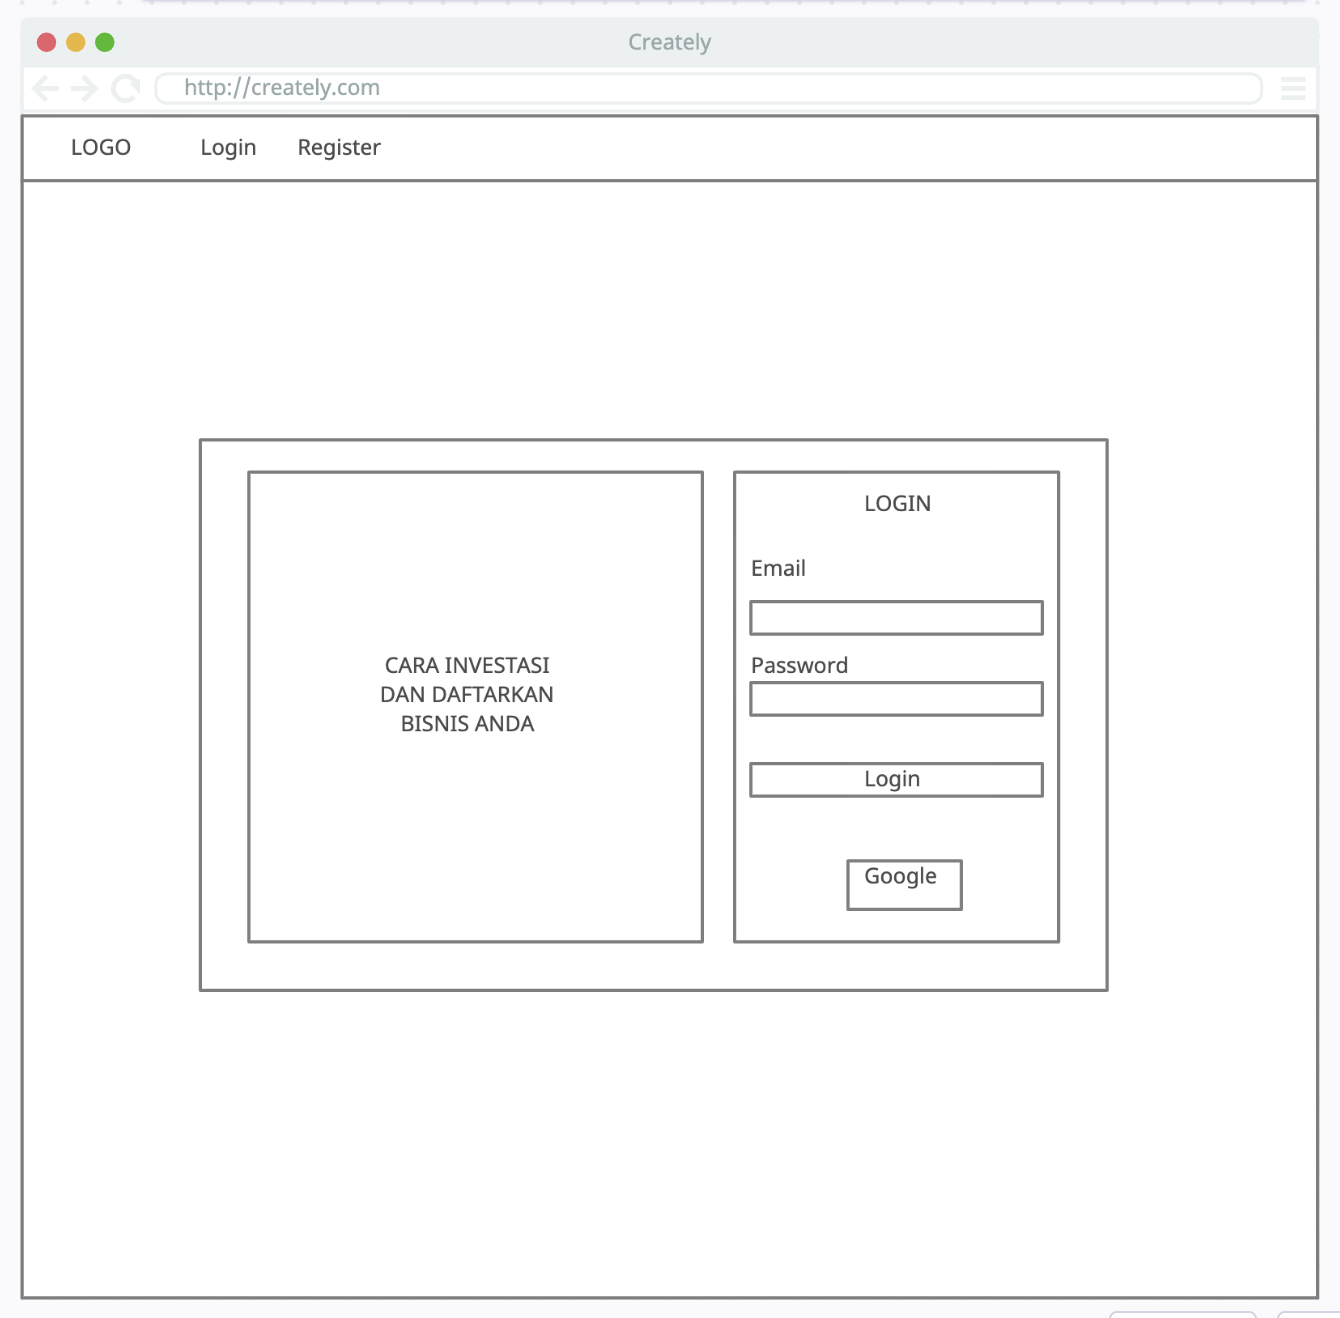 Creately
http://creately.com
LOGO Login Register
CARA INVESTASI
DAN DAFTARKAN
BISNIS ANDA
LOGIN
Email
Password
Login
Google